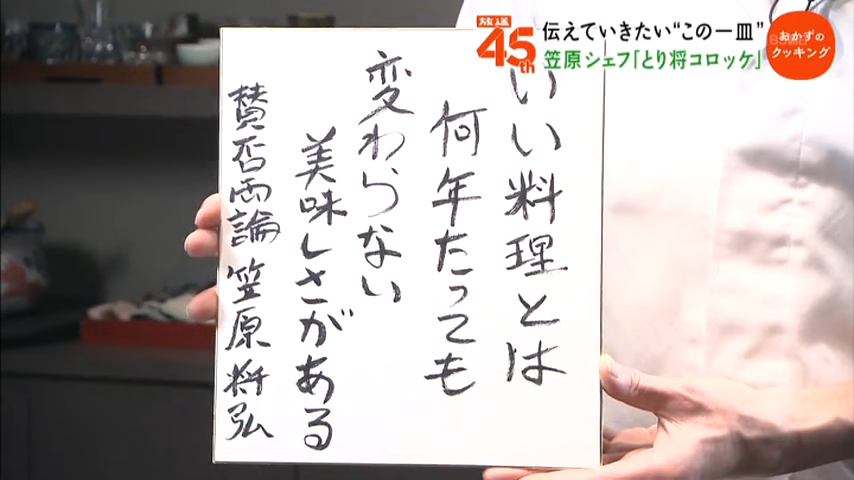 放送
45th
伝えていきたい“この一皿”
笠原シェフ「とり将コロッケ」
おかずの
クッキング
いい料理とは
何年たっても
変わらない
美味しさがある
賛否両論 笠原将弘